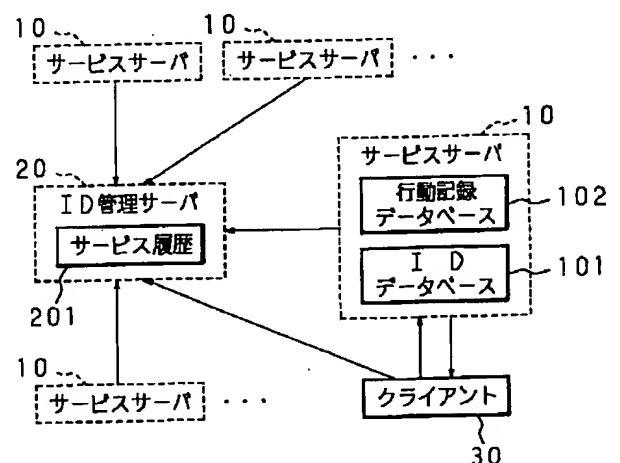 10
10
サービスサーバ
サービスサーバ
・・・
10
サービスサーバ
20
ID管理サーバ
行動記録
データベース
102
サービス履歴
ID
データベース
101
201
10
サービスサーバ
・・・
クライアント
30